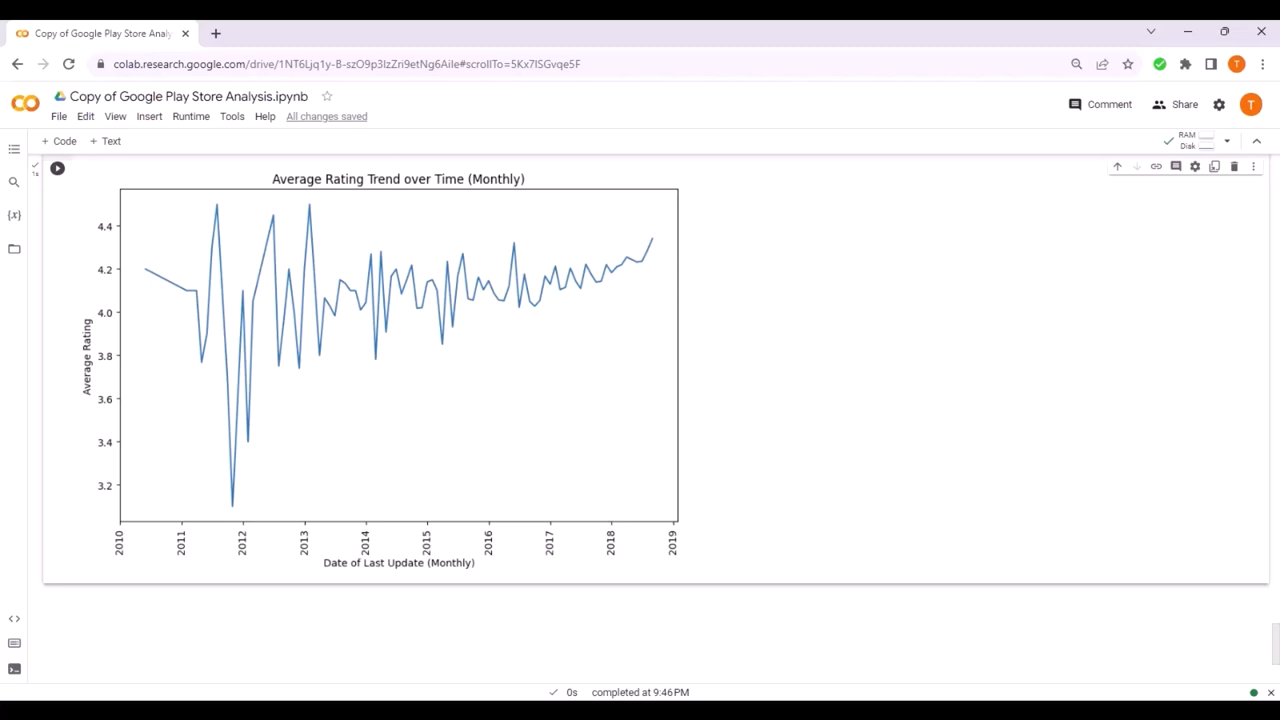 Copy of Google Play Store Analy
colab.research.google.com/drive/1NT6Ljq1y-B-szO9p3lzZri9etNg6Aile#scrollTo=5Kx7lSGvqe5F
T
Copy of Google Play Store Analysis.ipynb
Comment
Share
T
File Edit View Insert Runtime Tools Help All changes saved
+ Code + Text
RAM
Disk
{x}
1s
Average Rating Trend over Time (Monthly)
4.4
4.2
4.0
3.8
3.6
3.4
3.2
Average Rating
2010 2011 2012 2013 2014 2015 2016 2017 2018 2019
Date of Last Update (Monthly)
0s completed at 9:46 PM